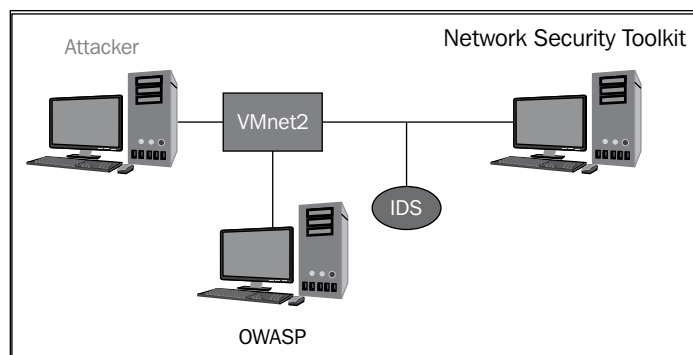 Attacker
Network Security Toolkit
VMnet2
IDS
OWASP